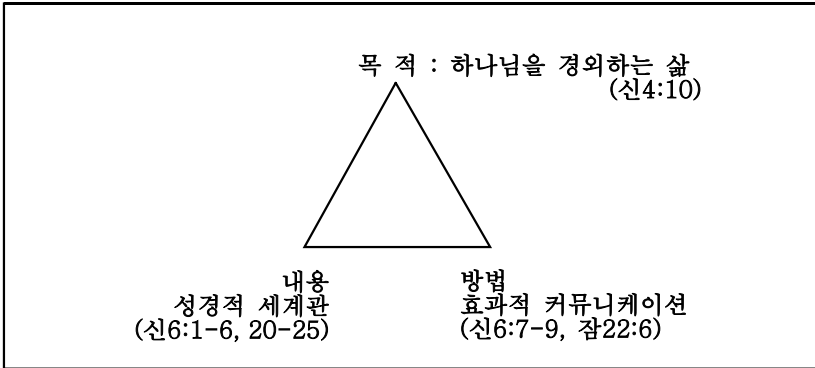 목 적 : 하나님을 경외하는 삶
(신4:10)
내용
성경적 세계관
(신6:1-6, 20-25)
방법
효과적 커뮤니케이션
(신6:7-9, 잠22:6)